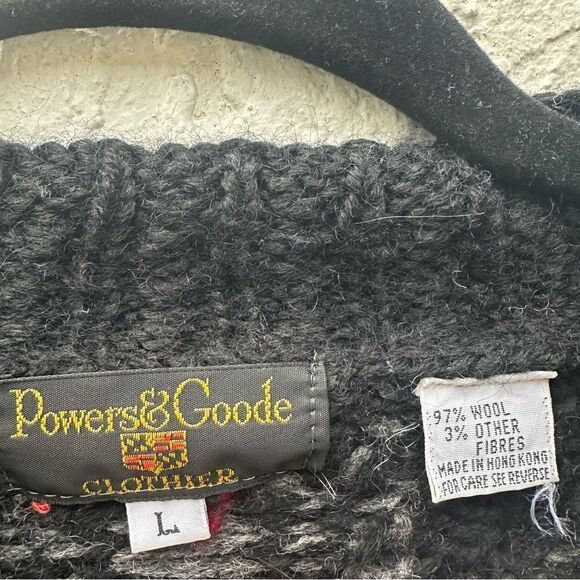 Powers&Goode
CLOTHIER
L
97% WOOL
3% OTHER
FIBRES
MADE IN HONG KONG
FOR CARE SEE REVERSE